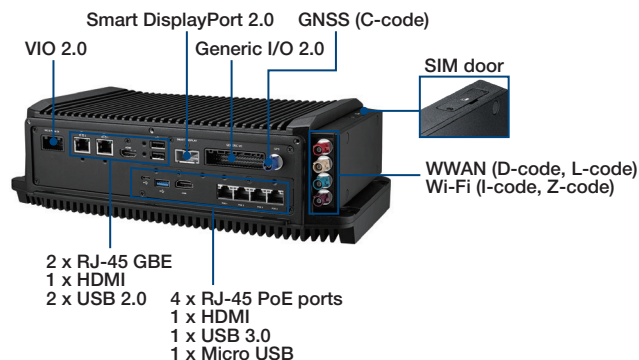 Smart DisplayPort 2.0
GNSS (C-code)
VIO 2.0
Generic I/O 2.0
SIM door
WWAN (D-code, L-code)
Wi-Fi (I-code, Z-code)
2 x RJ-45 GBE
1 x HDMI
2 x USB 2.0
4 x RJ-45 PoE ports
1 x HDMI
1 x USB 3.0
1 x Micro USB